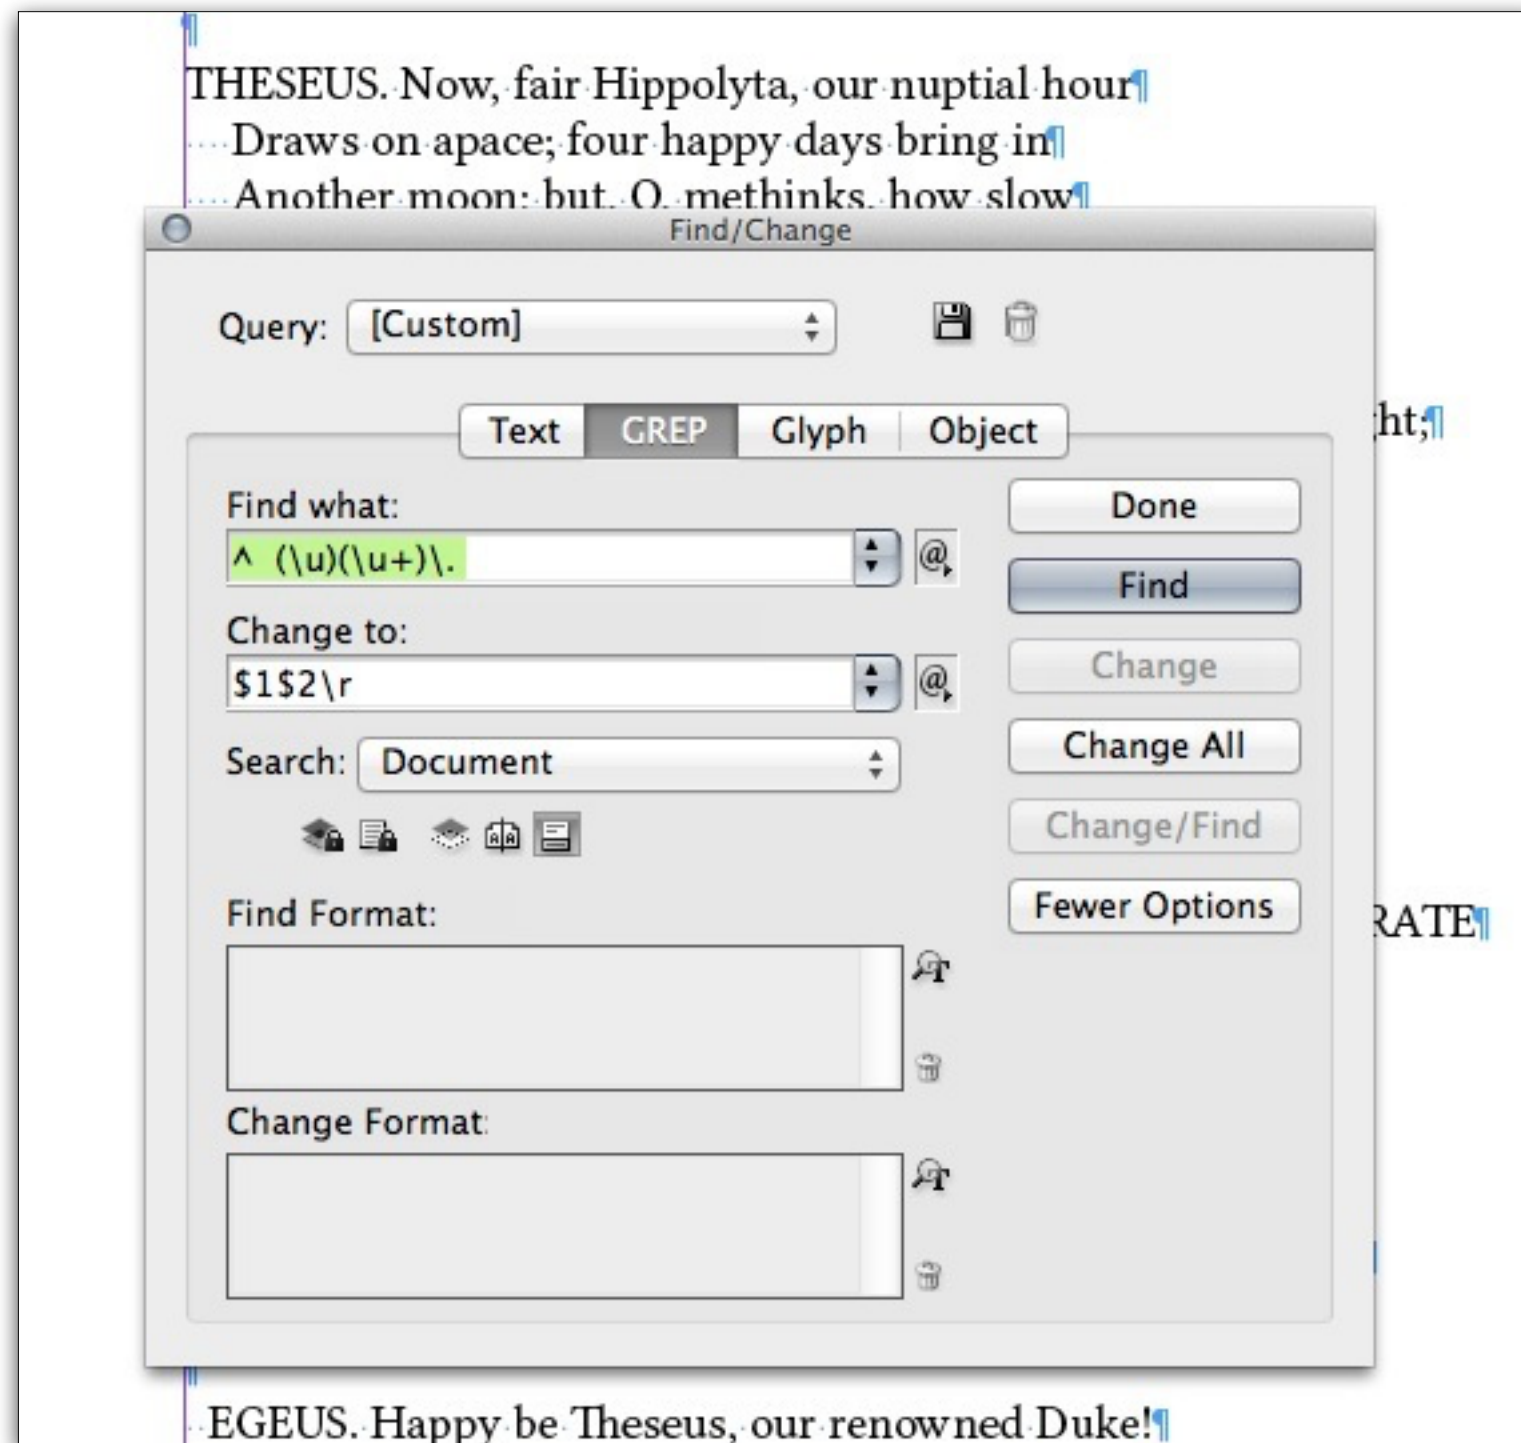 ¶
THESEUS. Now, fair Hippolyta, our nuptial hour¶
Draws on apace; four happy days bring in¶
Another moon; but, O, methinks, how slow¶
Find/Change
Query: [Custom]
ht;¶
Text GREP Glyph Object
Find what:
Done
^  (\u)(\u+)\.
@
Find
Change to:
Change
$1$2\r
@
Search: Document
Change All
Change/Find
Find Format:
Fewer Options
RATE¶
Change Format:
¶
EGEUS. Happy be Theseus, our renowned Duke!¶